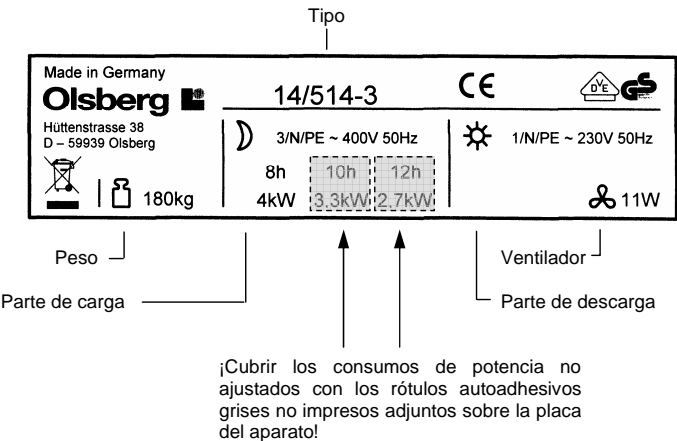 Tipo
Made in Germany
Olsberg
14/514-3
CE
DVE
GS
Hüttenstrasse 38
D – 59939 Olsberg
3/N/PE ~ 400V 50Hz
1/N/PE ~ 230V 50Hz
8h 10h 12h
180kg
4kW 3,3kW 2,7kW
11W
Peso
Ventilador
Parte de carga
Parte de descarga
¡Cubrir los consumos de potencia no
ajustados con los rótulos autoadhesivos
grises no impresos adjuntos sobre la placa
del aparato!